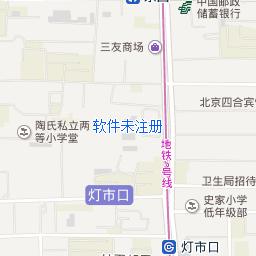 中国邮政
储蓄银行
三友商场
北京四合宾
软件未注册
陶氏私立两
等小学堂
地铁5号线
卫生局招待
灯市口
史家小学
低年级部
灯市口